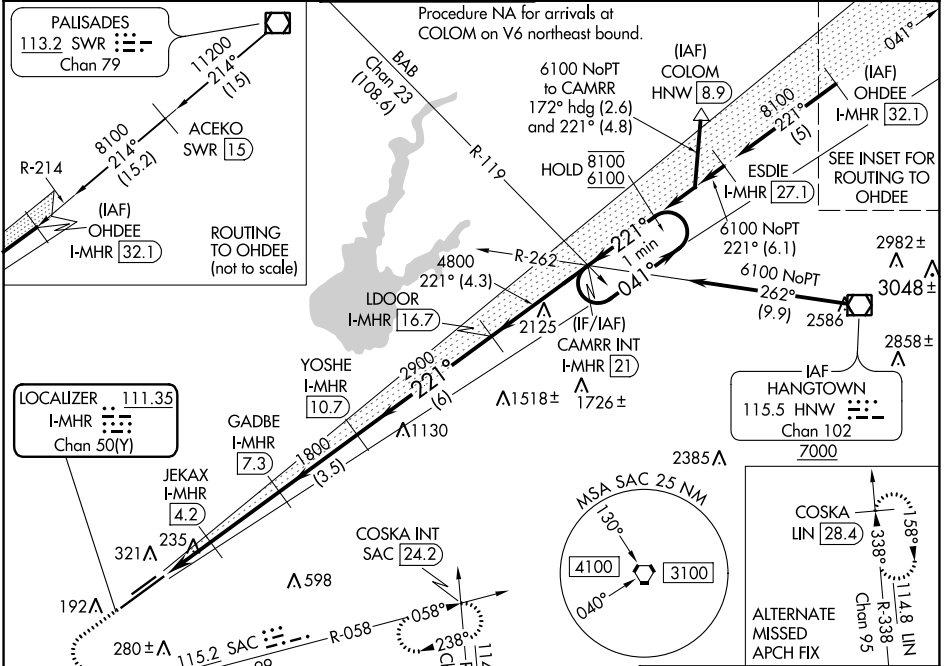 PALISADES
113.2 SWR
Chan 79
11200
214°
(15)
ACEKO
SWR 15
8100
214°
(15.2)
R-214
(IAF)
OHDEE
I-MHR 32.1
ROUTING
TO OHDEE
(not to scale)
Procedure NA for arrivals at
COLOM on V6 northeast bound.
BAB
Chan 23
(108.6)
R-119
6100 NoPT
to CAMRR
172° hdg (2.6)
and 221° (4.8)
(IAF)
COLOM
HNW 8.9
041°
(IAF)
OHDEE
I-MHR 32.1
8100
221°
(5)
HOLD 8100
6100
ESDIE
I-MHR 27.1
SEE INSET FOR
ROUTING TO
OHDEE
6100 NoPT
221° (6.1)
221°
1 min
041°
R-262
4800
221° (4.3)
6100 NoPT
262°
(9.9)
2982 ±
3048 ±
2586
2858 ±
LDOOR
I-MHR 16.7
2125
(IF/IAF)
CAMRR INT
I-MHR 21
2900
221°
(6)
1518 ±
1726 ±
IAF
HANGTOWN
115.5 HNW
Chan 102
7000
YOSHE
I-MHR
10.7
LOCALIZER 111.35
I-MHR
Chan 50(Y)
GADBE
I-MHR
7.3
1130
1800
(3.5)
JEKAX
I-MHR
4.2
2385
MSA SAC 25 NM
130°
4100
3100
040°
COSKA
LIN 28.4
158°
338°
114.8 LIN
R-338
Chan 95
ALTERNATE
MISSED
APCH FIX
321
235
COSKA INT
SAC 24.2
598
192
280 ±
115.2 SAC
R-058
058°
238°